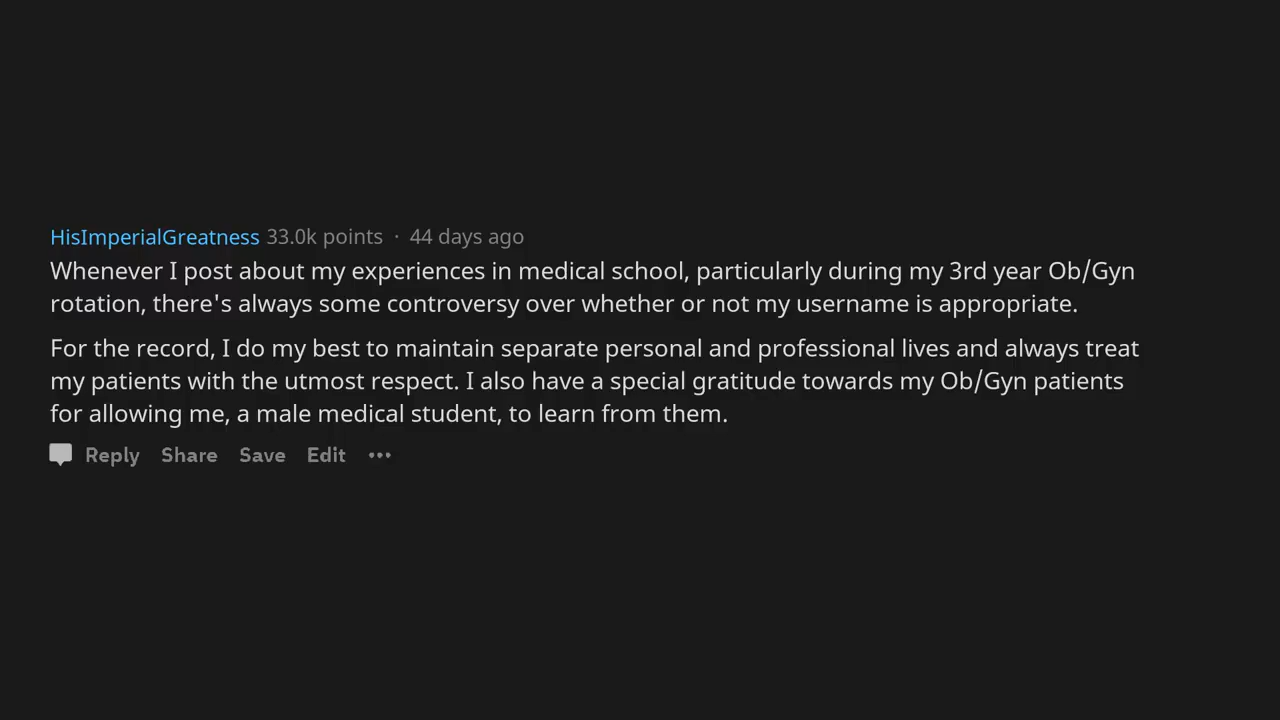 HisImperialGreatness 33.0k points · 44 days ago
Whenever I post about my experiences in medical school, particularly during my 3rd year Ob/Gyn
rotation, there's always some controversy over whether or not my username is appropriate.
For the record, I do my best to maintain separate personal and professional lives and always treat
my patients with the utmost respect. I also have a special gratitude towards my Ob/Gyn patients
for allowing me, a male medical student, to learn from them.
Reply Share Save Edit •••